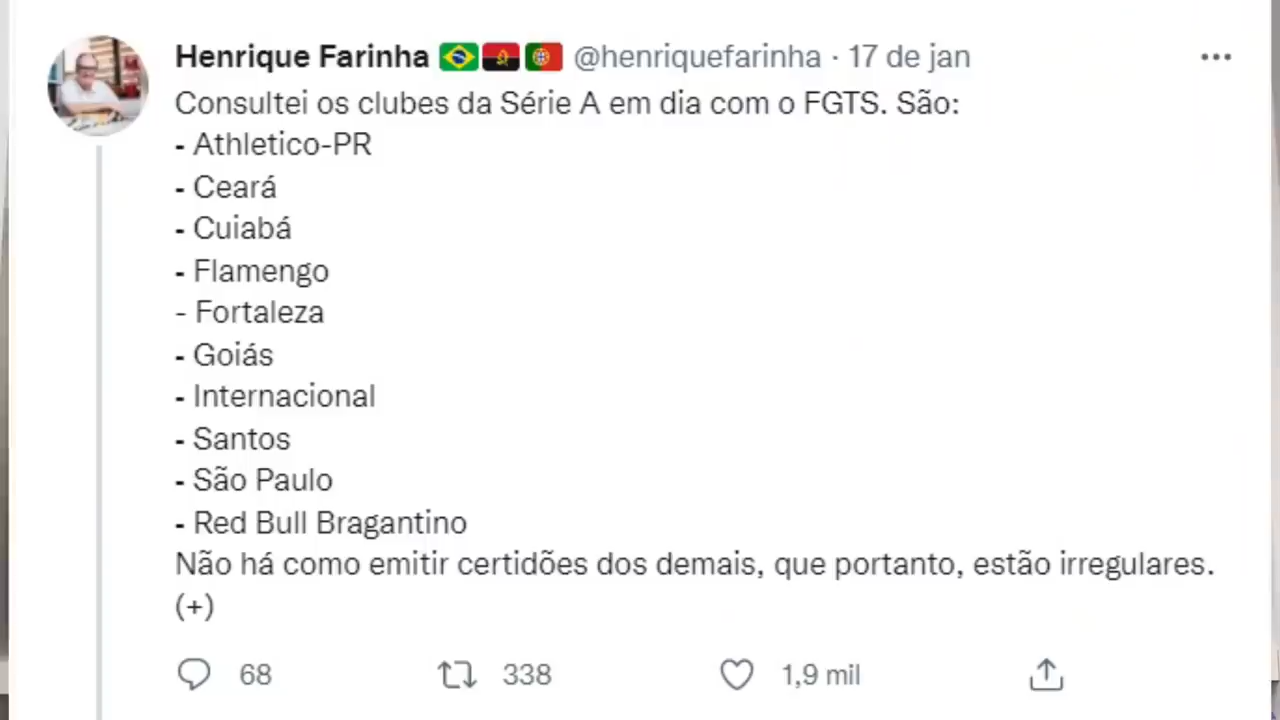 Henrique Farinha 🇧🇷🇦🇴🇵🇹 @henriquefarinha · 17 de jan
Consultei os clubes da Série A em dia com o FGTS. São:
- Athletico-PR
- Ceará
- Cuiabá
- Flamengo
- Fortaleza
- Goiás
- Internacional
- Santos
- São Paulo
- Red Bull Bragantino
Não há como emitir certidões dos demais, que portanto, estão irregulares.
(+)
68 338 1,9 mil